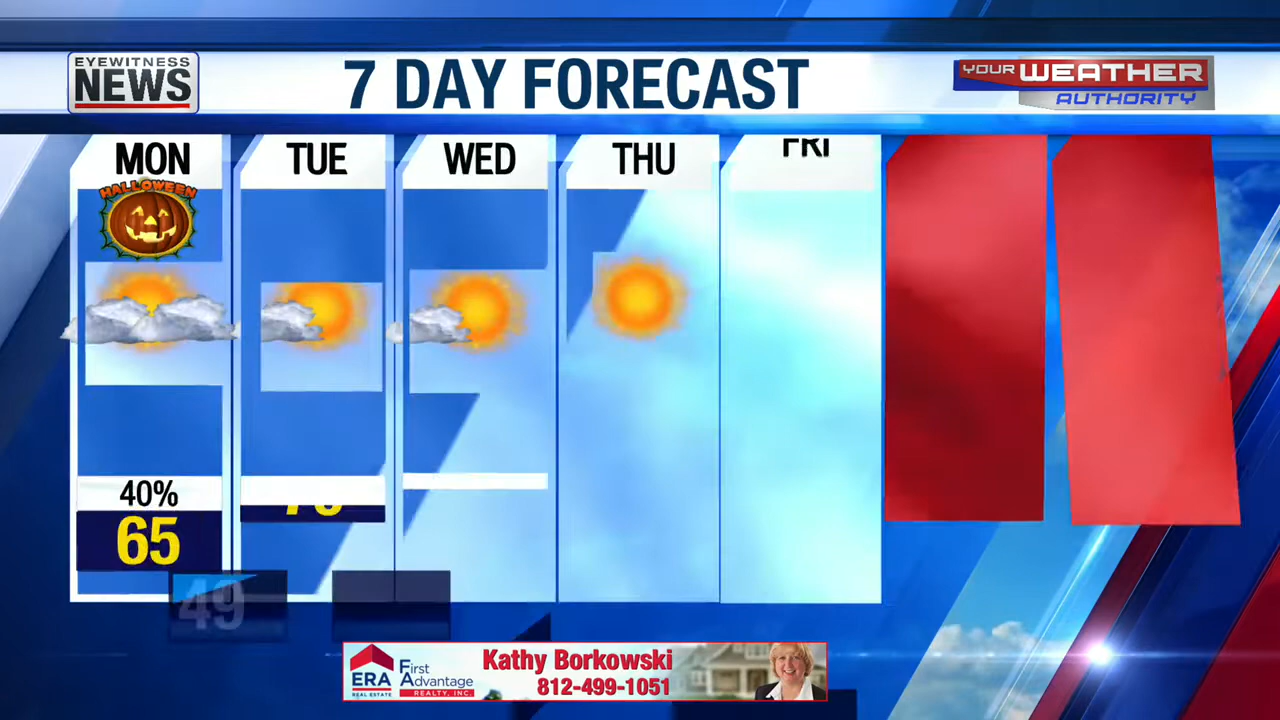 EYEWITNESS
NEWS
7 DAY FORECAST
YOUR WEATHER
AUTHORITY
MON
TUE
WED
THU
FRI
HALLOWEEN
40%
65
49
ERA
REAL ESTATE
First
Advantage
REALTY, INC.
Kathy Borkowski
812-499-1051